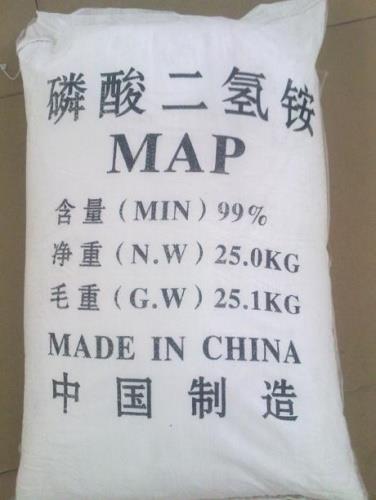 磷酸二氢铵
MAP
含量(MIN)99%
净重(N.W)25.0KG
毛重(G.W)25.1KG
MADE IN CHINA
中国制造